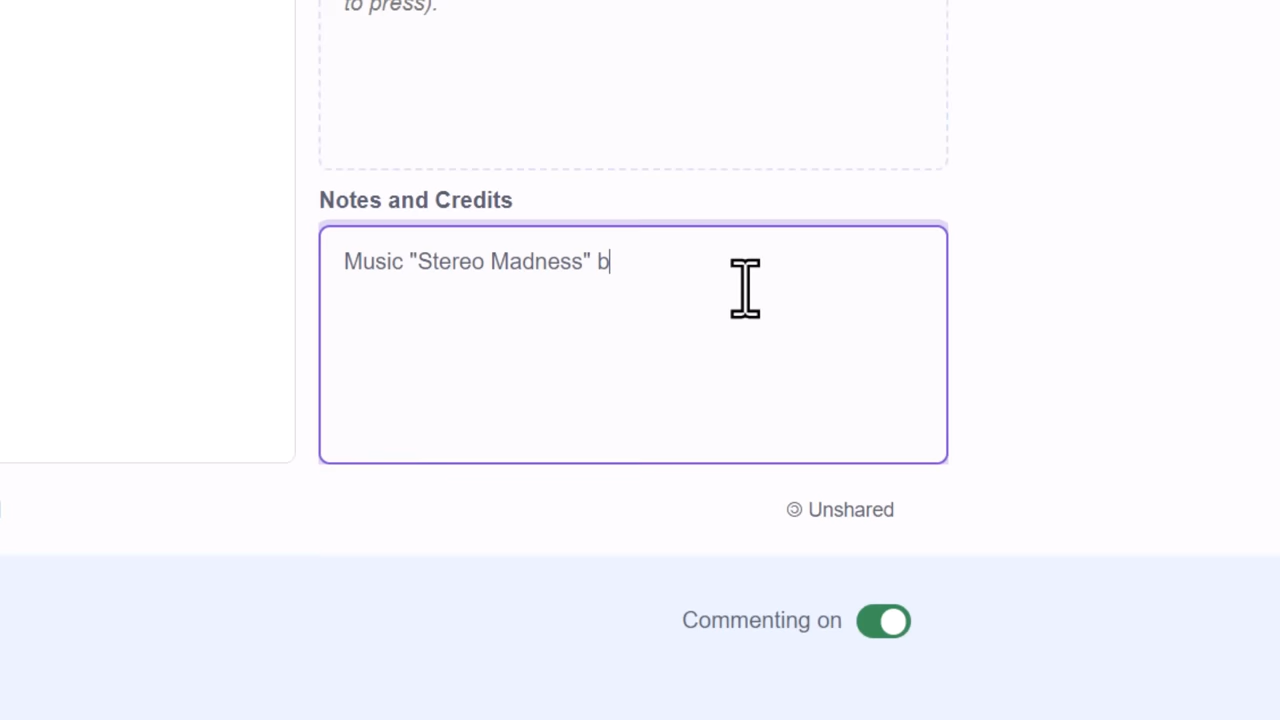 to press).
Notes and Credits
Music "Stereo Madness" b
Unshared
Commenting on